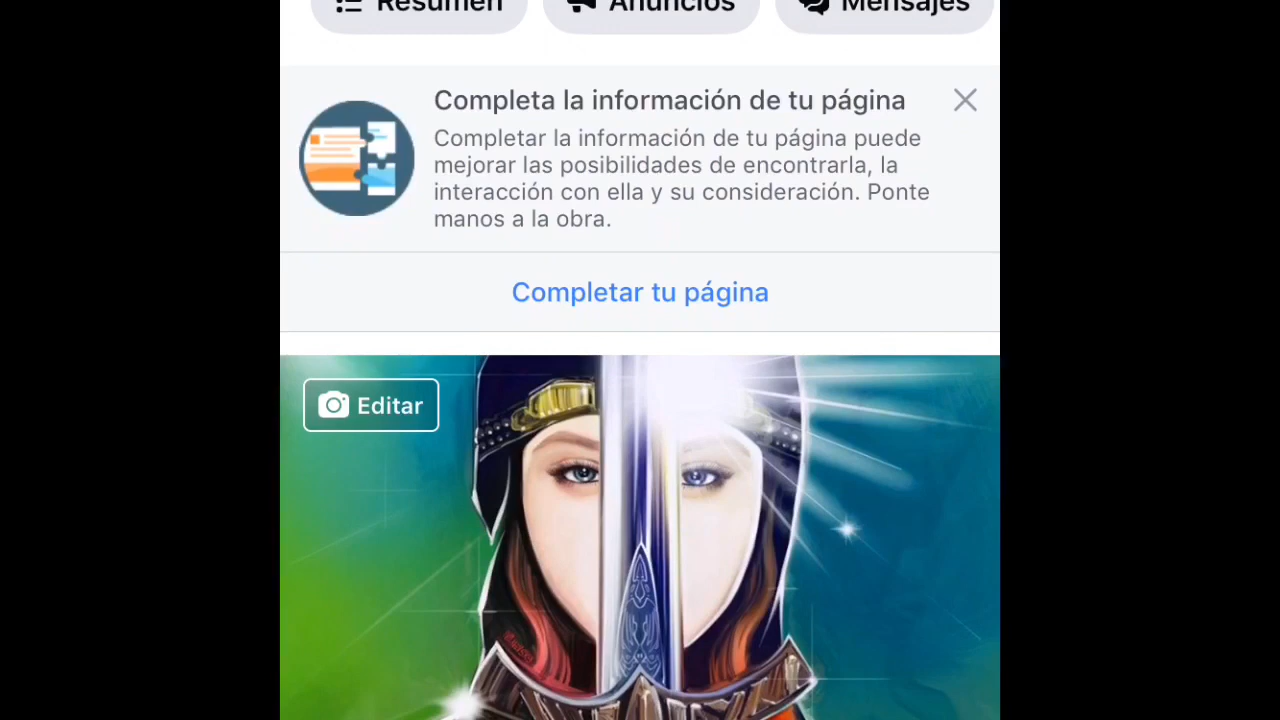 Resumen Anuncios Mensajes
Completa la información de tu página
Completar la información de tu página puede
mejorar las posibilidades de encontrarla, la
interacción con ella y su consideración. Ponte
manos a la obra.
Completar tu página
Editar